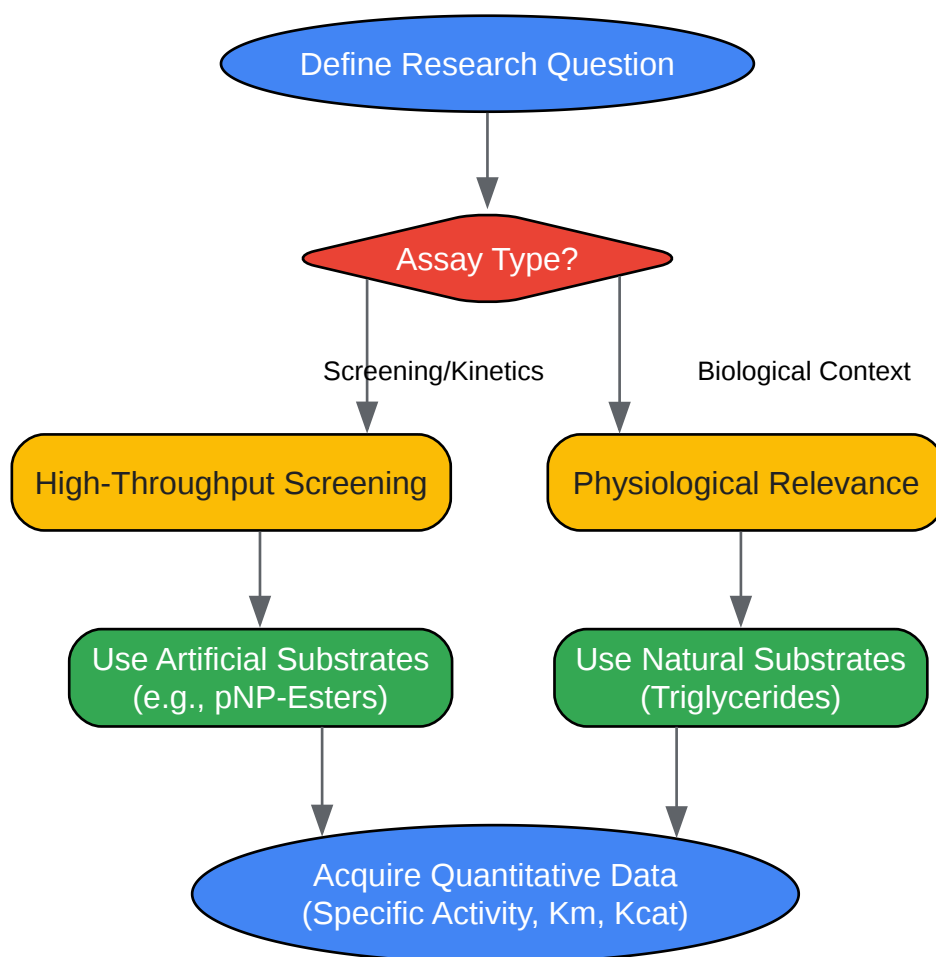 Define Research Question
Assay Type?
Screening/Kinetics
Biological Context
High-Throughput Screening
Physiological Relevance
Use Artificial Substrates
(e.g., pNP-Esters)
Use Natural Substrates
(Triglycerides)
Acquire Quantitative Data
(Specific Activity, Km, Kcat)